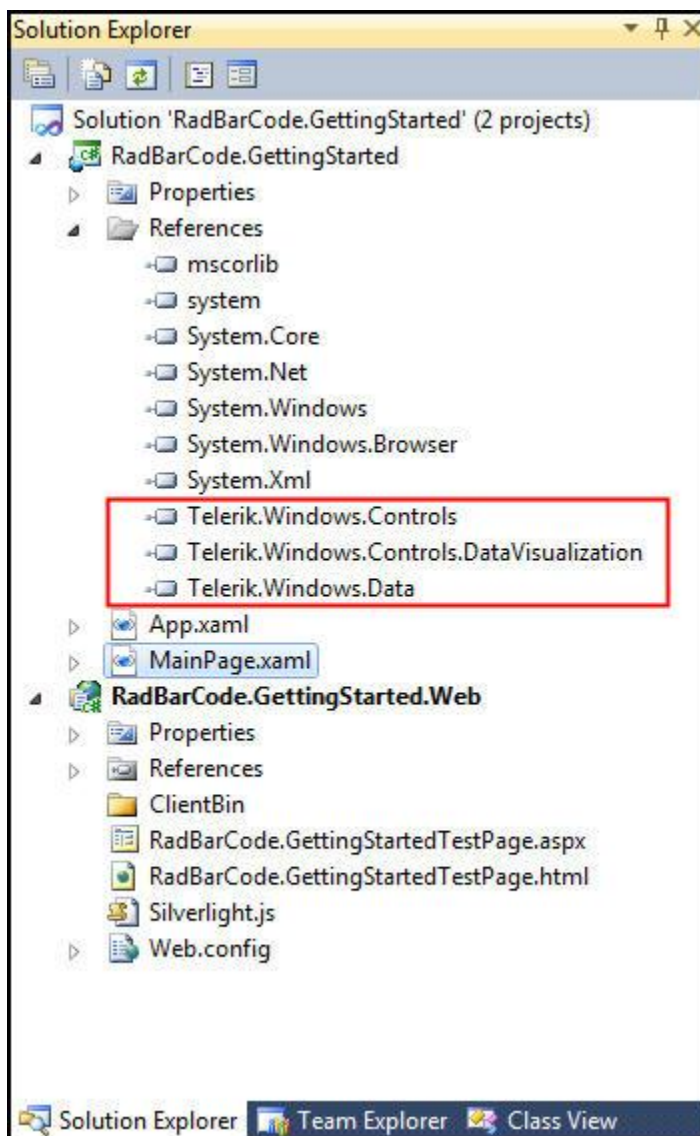 Solution Explorer
Solution 'RadBarCode.GettingStarted' (2 projects)
RadBarCode.GettingStarted
Properties
References
mscorlib
system
System.Core
System.Net
System.Windows
System.Windows.Browser
System.Xml
Telerik.Windows.Controls
Telerik.Windows.Controls.DataVisualization
Telerik.Windows.Data
App.xaml
MainPage.xaml
RadBarCode.GettingStarted.Web
Properties
References
ClientBin
RadBarCode.GettingStartedTestPage.aspx
RadBarCode.GettingStartedTestPage.html
Silverlight.js
Web.config
Solution Explorer Team Explorer Class View